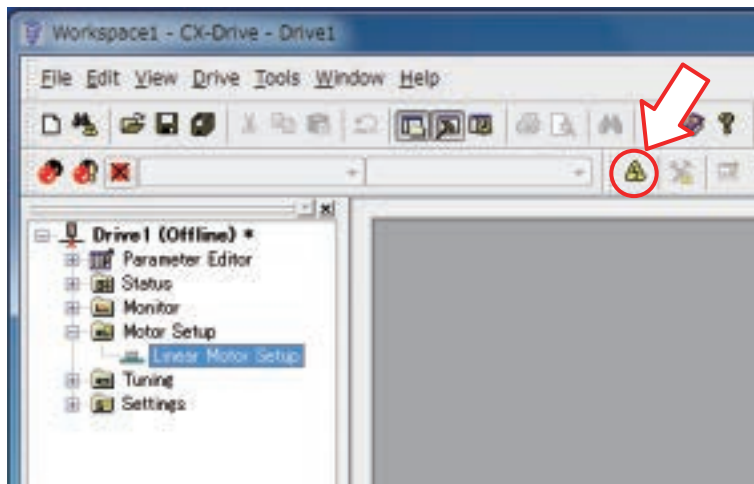 Workspace1 - CX-Drive - Drive1
File Edit View Drive Tools Window Help
Drive1 (Offline) *
Parameter Editor
Status
Monitor
Motor Setup
Linear Motor Setup
Tuning
Settings